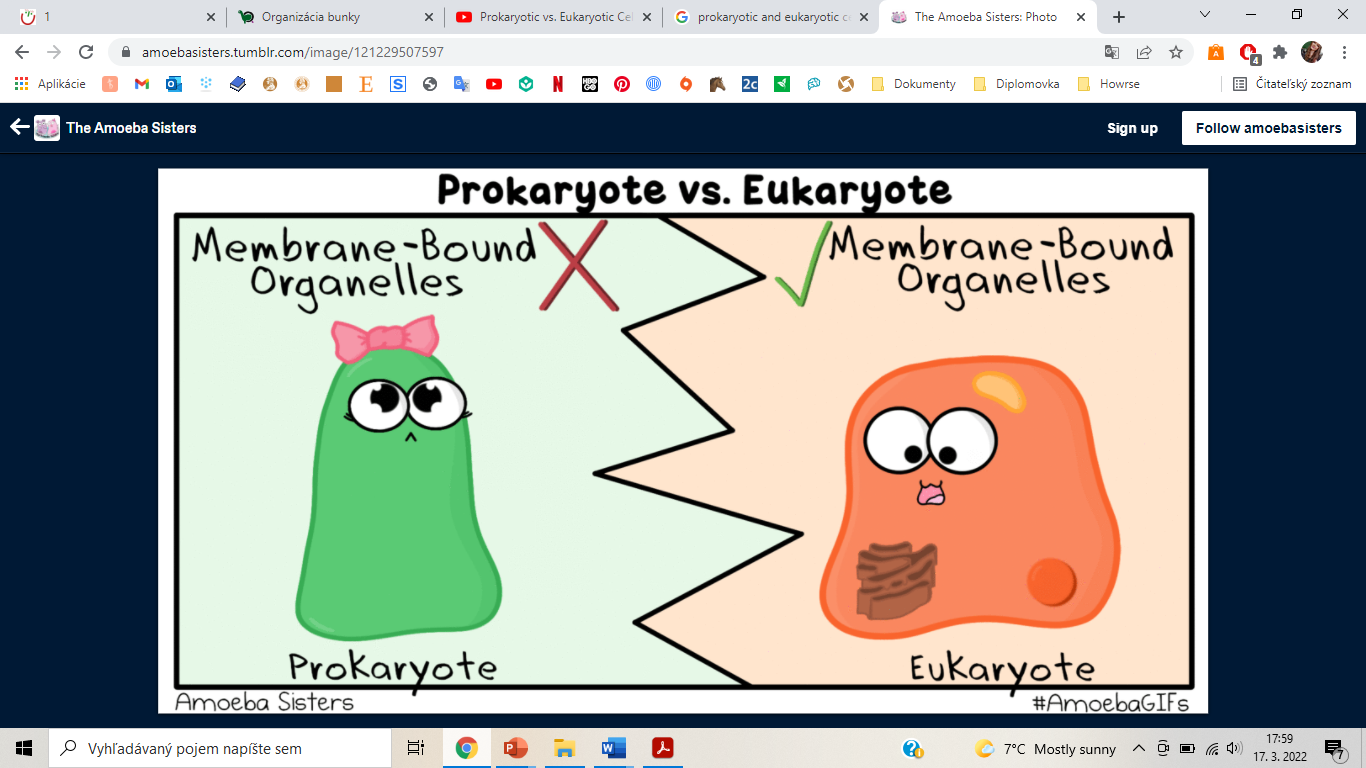 1
Organizácia bunky
Prokaryotic vs. Eukaryotic Cel
prokaryotic and eukaryotic c
The Amoeba Sisters: Photo
amoebasisters.tumblr.com/image/121229507597
4
Aplikácie
Dokumenty
Diplomovka
Howrse
Čitateľský zoznam
The Amoeba Sisters
Sign up
Follow amoebasisters
Prokaryote vs. Eukaryote
Membrane-Bound
Organelles
Membrane-Bound
Organelles
Prokaryote
Eukaryote
Amoeba Sisters
#AmoebaGIFs
Vyhľadávaný pojem napíšte sem
7°C Mostly sunny
17:59
17. 3. 2022
7